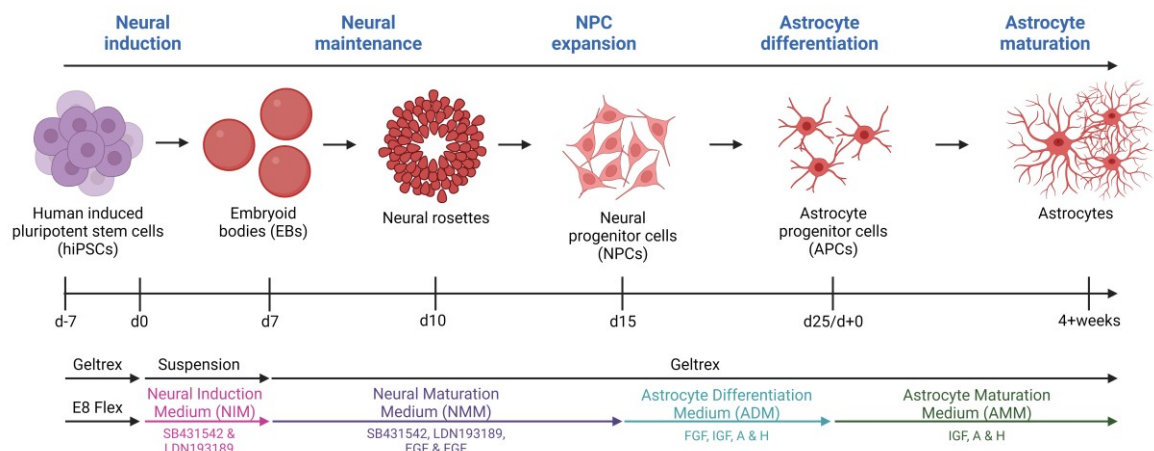 Neural
induction
Neural
maintenance
NPC
expansion
Astrocyte
differentiation
Astrocyte
maturation
Human induced
pluripotent stem cells
(hiPSCs)
Embryoid
bodies (EBs)
Neural rosettes
Neural
progenitor cells
(NPCs)
Astrocyte
progenitor cells
(APCs)
Astrocytes
d-7
d0
d7
d10
d15
d25/d+0
4+weeks
Geltrex
Suspension
Geltrex
E8 Flex
Neural Induction
Medium (NIM)
SB431542 &
LDN193189
Neural Maturation
Medium (NMM)
SB431542, LDN193189,
Astrocyte Differentiation
Medium (ADM)
FGF, IGF, A & H
Astrocyte Maturation
Medium (AMM)
IGF, A & H